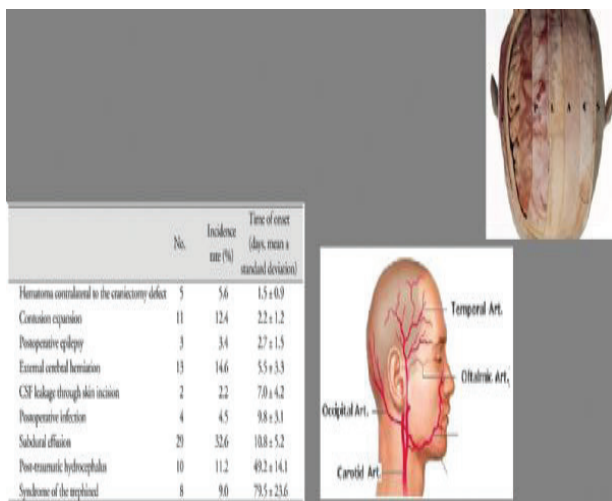 No.
Incidence
rate (%)
Time of onset
(days, mean a
standard deviation)
Hematoma contralateral to the craniectomy defect 5 5.6 1.5±0.9
Contusion expansion 11 12.4 2.2±1.2
Postoperative epilepsy 3 3.4 2.7±1.5
External cerebral herniation 13 14.6 5.5±3.3
CSF leakage through skin incision 2 2.2 7.0±4.2
Postoperative infection 4 4.5 9.8±3.1
Subdural effusion 29 32.6 10.8±5.2
Post-traumatic hydrocephalus 10 11.2 49.2±14.1
Syndrome of the trephined 8 9.0 79.5±23.6
A C S
Temporal Art.
Oftalmic Art.
Occipital Art.
Carotid Art.